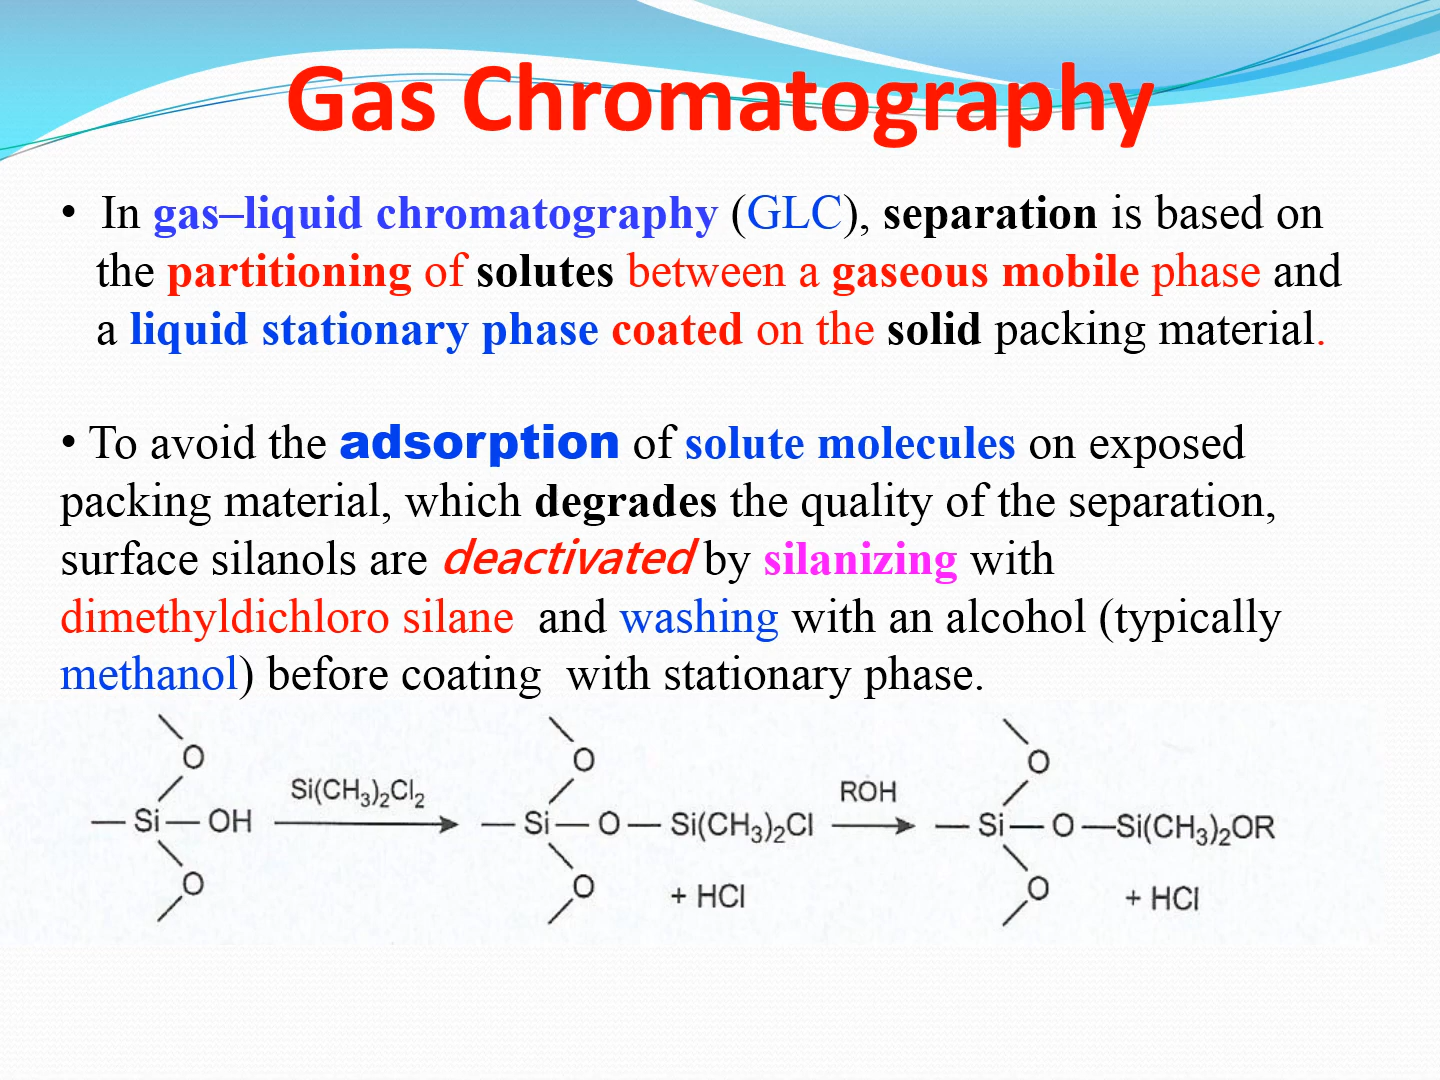 Gas Chromatography
• In gas–liquid chromatography (GLC), separation is based on
the partitioning of solutes between a gaseous mobile phase and
a liquid stationary phase coated on the solid packing material.
• To avoid the adsorption of solute molecules on exposed
packing material, which degrades the quality of the separation,
surface silanols are deactivated by silanizing with
dimethyldichloro silane and washing with an alcohol (typically
methanol) before coating with stationary phase.
O O O
Si(CH₃)₂Cl₂ ROH
— Si — OH — Si — O — Si(CH₃)₂Cl — Si — O — Si(CH₃)₂OR
O O O
+ HCl + HCl